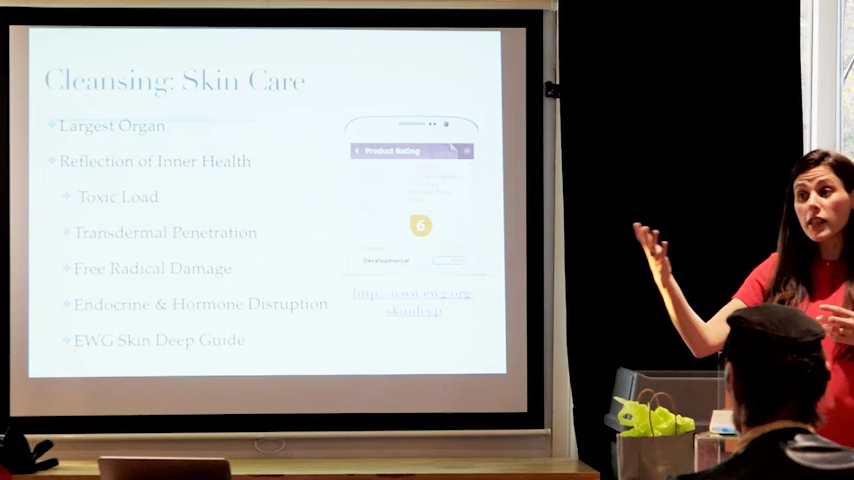 Cleansing: Skin Care
Largest Organ
Reflection of Inner Health
Toxic Load
Transdermal Penetration
Free Radical Damage
Endocrine & Hormone Disruption
EWG Skin Deep Guide
Product Rating
6
Developmental
http://www.ewg.org/
skindeep